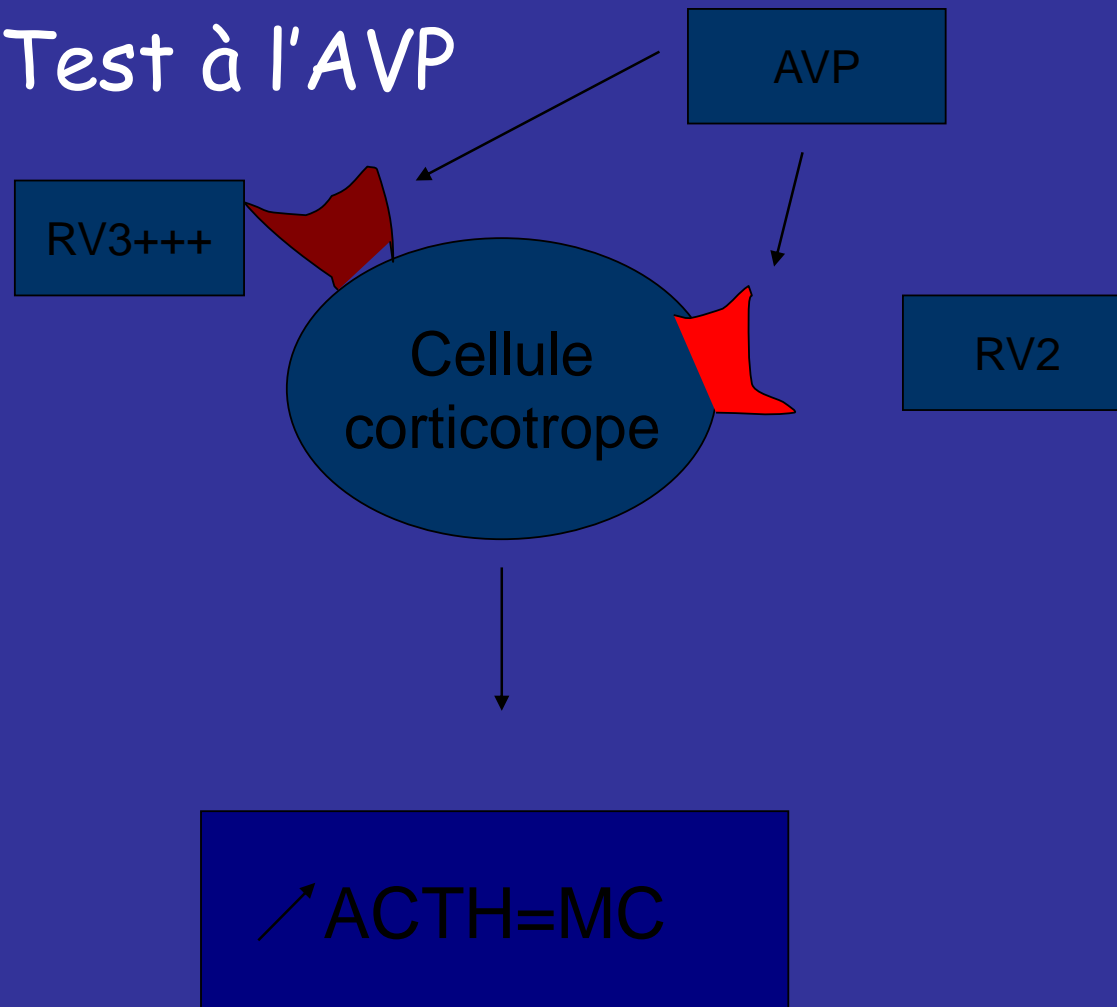 Test à l'AVP
AVP
RV3+++
Cellule
corticotrope
RV2
ACTH=MC